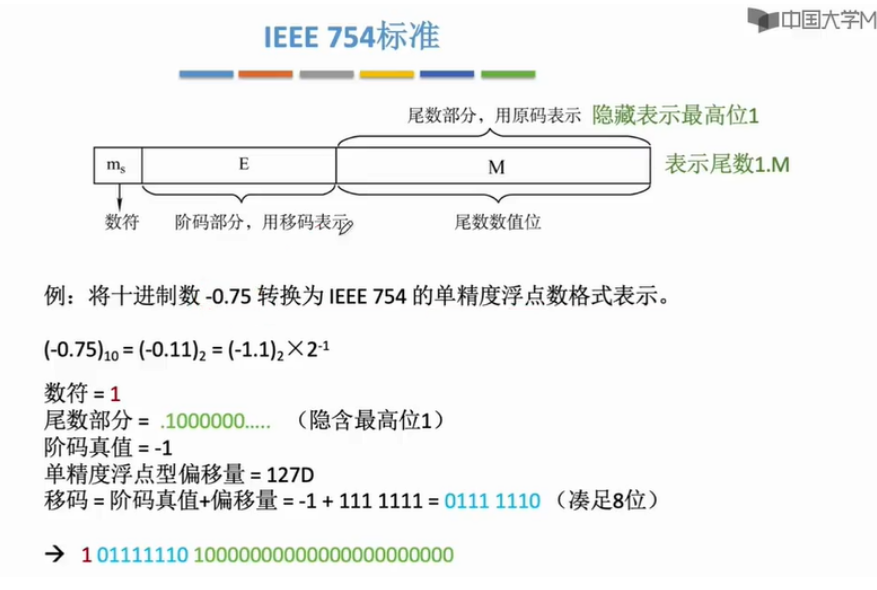 IEEE 754标准
中国大学M
尾数部分，用原码表示 隐藏表示最高位1
mₛ E M 表示尾数1.M
数符 阶码部分，用移码表示 尾数数值位
例：将十进制数 -0.75 转换为 IEEE 754 的单精度浮点数格式表示。
(-0.75)₁₀ = (-0.11)₂ = (-1.1)₂×2⁻¹
数符 = 1
尾数部分 = .1000000..... （隐含最高位1）
阶码真值 = -1
单精度浮点型偏移量 = 127D
移码 = 阶码真值+偏移量 = -1 + 111 1111 = 0111 1110 （凑足8位）
→ 1 01111110 10000000000000000000000